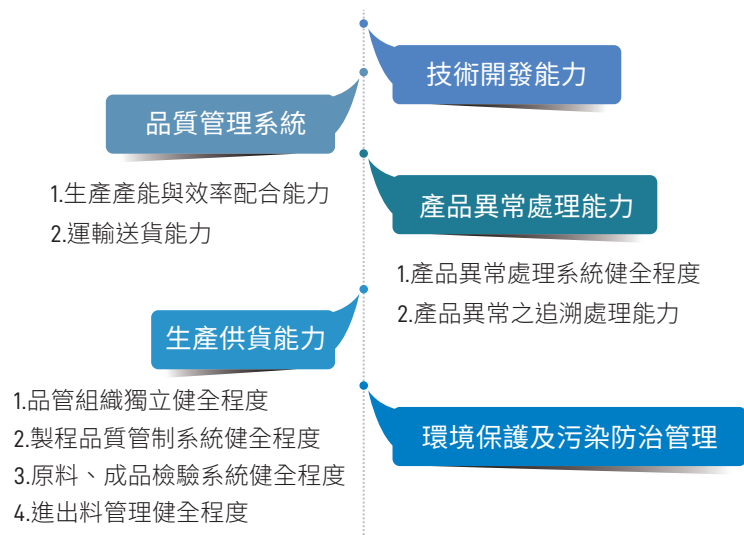 技術開發能力
品質管理系統
1.生產產能與效率配合能力
2.運輸送貨能力
產品異常處理能力
1.產品異常處理系統健全程度
2.產品異常之追溯處理能力
生產供貨能力
1.品管組織獨立健全程度
2.製程品質管制系統健全程度
3.原料、成品檢驗系統健全程度
4.進出料管理健全程度
環境保護及污染防治管理